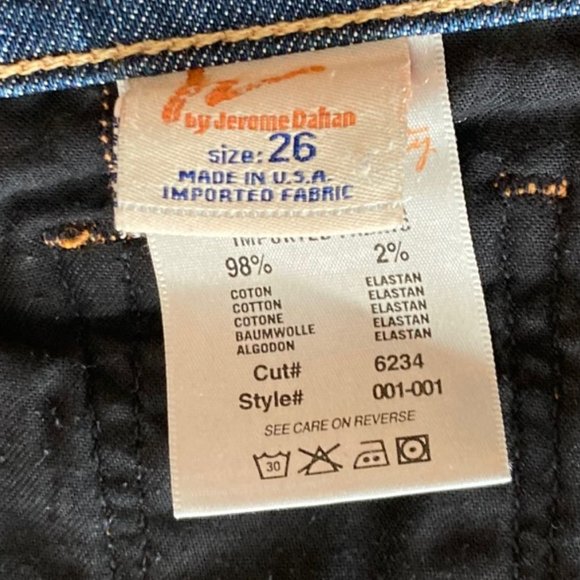 by Jerome Dahan
size: 26
MADE IN U.S.A.
IMPORTED FABRIC
98% 2%
COTON ELASTAN
COTTON ELASTAN
COTONE ELASTAN
BAUMWOLLE ELASTAN
ALGODON ELASTAN
Cut# 6234
Style# 001-001
SEE CARE ON REVERSE
30